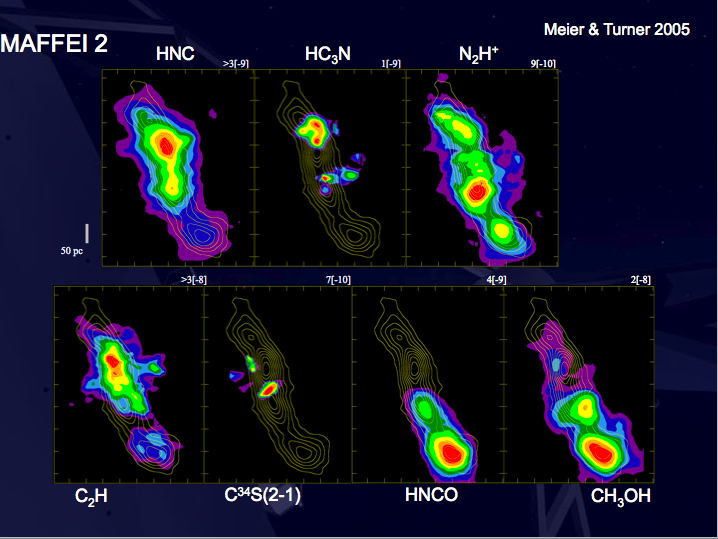 MAFFEI 2
Meier & Turner 2005
HNC
>3[-9]
HC₃N
1[-9]
N₂H⁺
9[-10]
50 pc
>3[-8]
7[-10]
4[-9]
2[-8]
C₂H
C³⁴S(2-1)
HNCO
CH₃OH